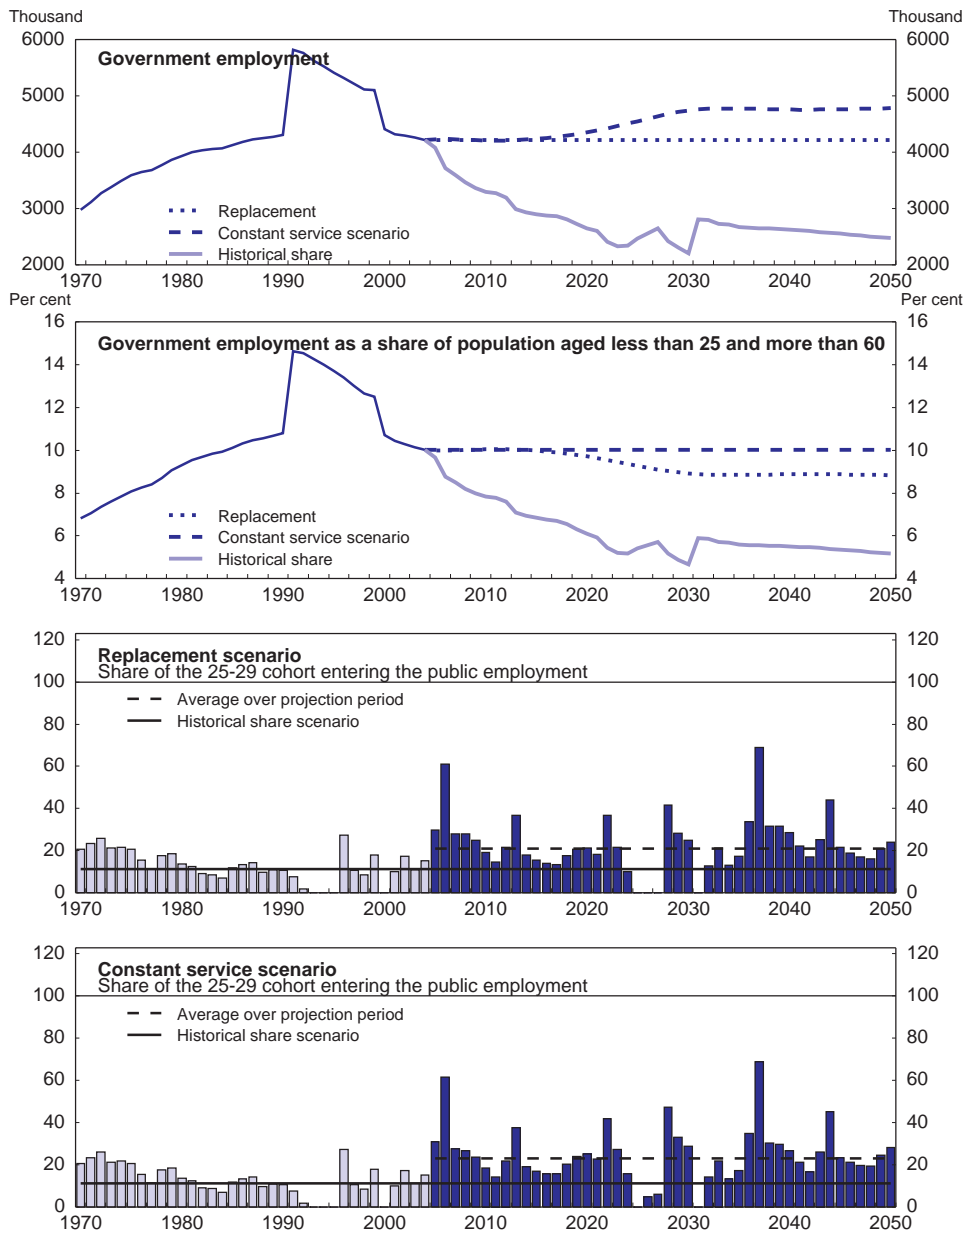 Thousand Thousand
6000 6000
Government employment
5000 5000
4000 4000
3000 3000
Replacement
Constant service scenario
Historical share
2000 2000
1970 1980 1990 2000 2010 2020 2030 2040 2050
Per cent Per cent
16 16
Government employment as a share of population aged less than 25 and more than 60
14 14
12 12
10 10
8 8
Replacement
6 6
Constant service scenario
Historical share
4 4
1970 1980 1990 2000 2010 2020 2030 2040 2050
120 120
Replacement scenario
Share of the 25-29 cohort entering the public employment
100 100
Average over projection period
Historical share scenario
80 80
60 60
40 40
20 20
0 0
1970 1980 1990 2000 2010 2020 2030 2040 2050
120 120
Constant service scenario
Share of the 25-29 cohort entering the public employment
100 100
Average over projection period
Historical share scenario
80 80
60 60
40 40
20 20
0 0
1970 1980 1990 2000 2010 2020 2030 2040 2050